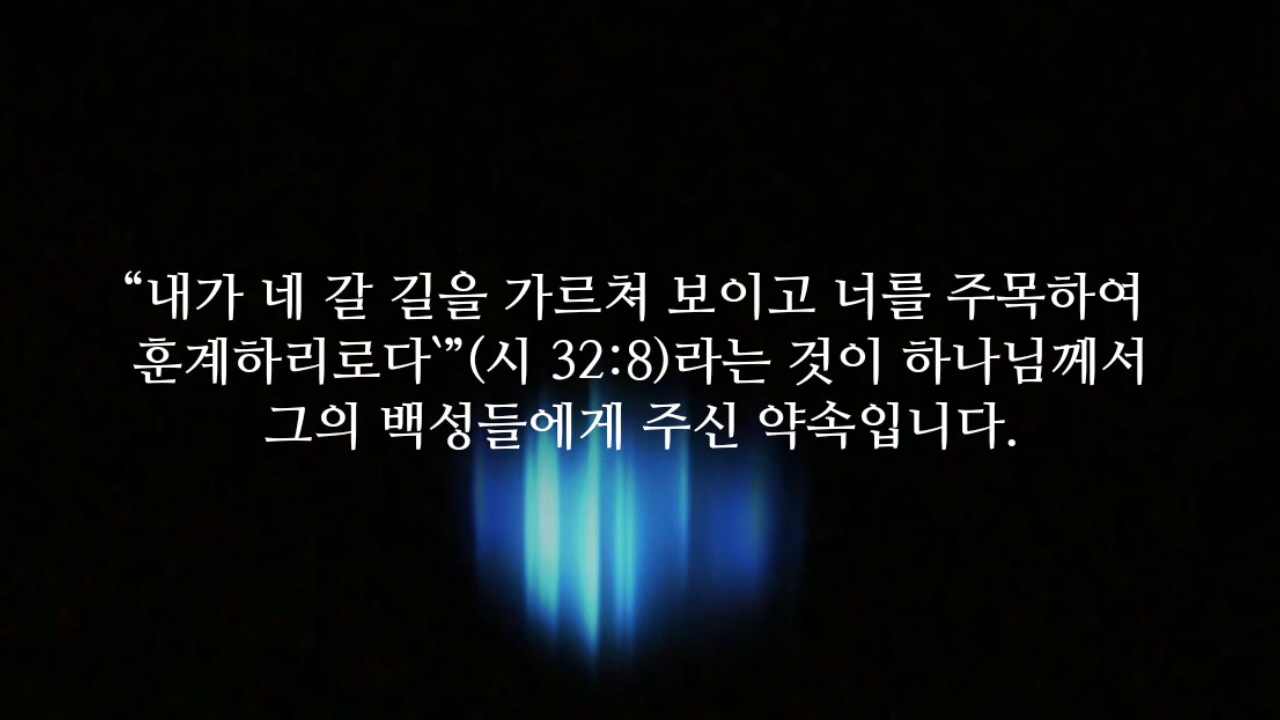 “내가 네 갈 길을 가르쳐 보이고 너를 주목하여
훈계하리로다`”(시 32:8)라는 것이 하나님께서
그의 백성들에게 주신 약속입니다.